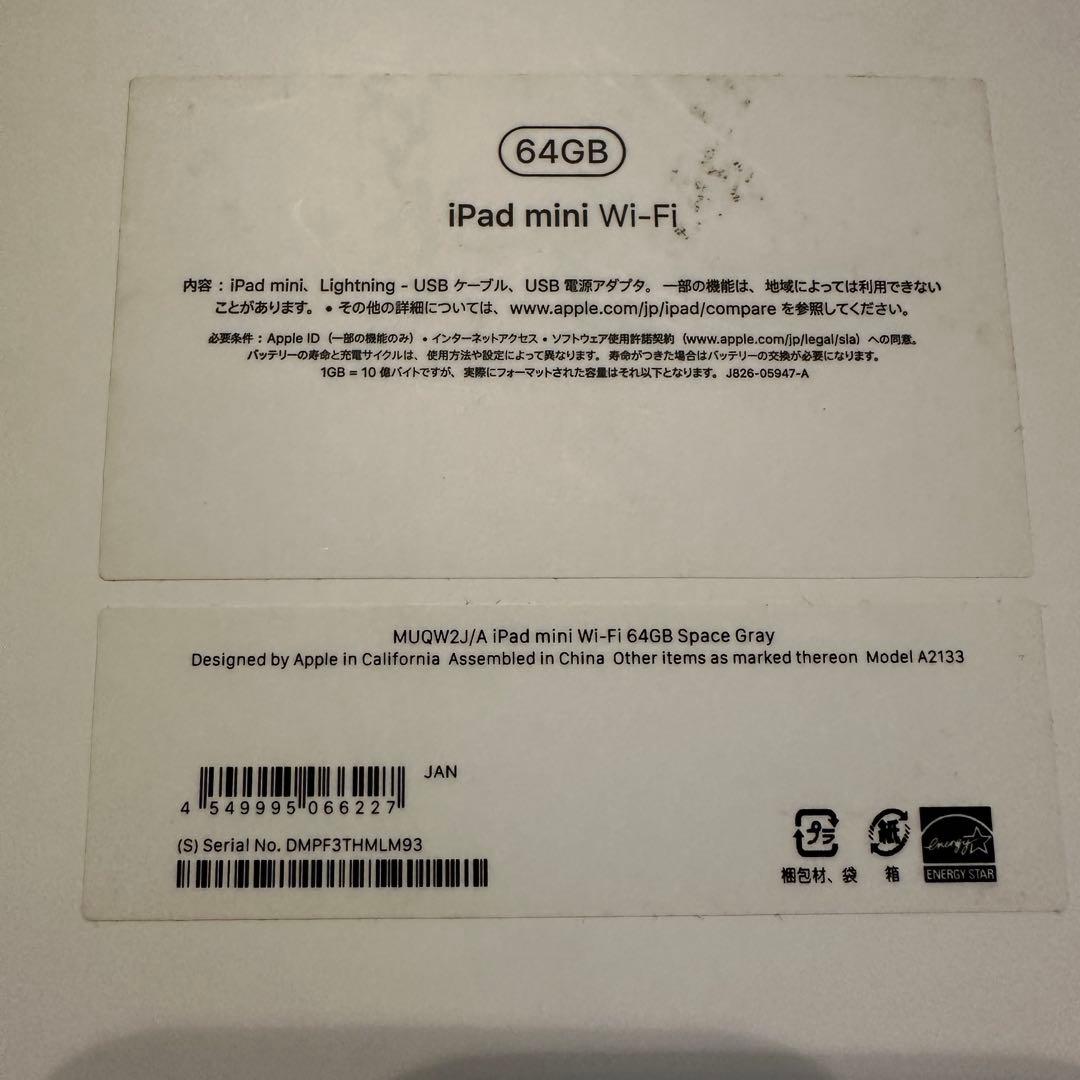 64GB
iPad mini Wi-Fi
内容：iPad mini、Lightning - USB ケーブル、USB 電源アダプタ。一部の機能は、地域によっては利用できない
ことがあります。• その他の詳細については、www.apple.com/jp/ipad/compare を参照してください。
必要条件：Apple ID（一部の機能のみ）• インターネットアクセス • ソフトウェア使用許諾契約（www.apple.com/jp/legal/sla）への同意。
バッテリーの寿命と充電サイクルは、使用方法や設定によって異なります。寿命がつきた場合はバッテリーの交換が必要になります。
1GB = 10 億バイトですが、実際にフォーマットされた容量はそれ以下となります。J826-05947-A
MUQW2J/A iPad mini Wi-Fi 64GB Space Gray
Designed by Apple in California Assembled in China Other items as marked thereon Model A2133
JAN
4 549995 066227
(S) Serial No. DMPF3THMLM93
プラ
紙
energy
梱包材、袋
箱
ENERGY STAR